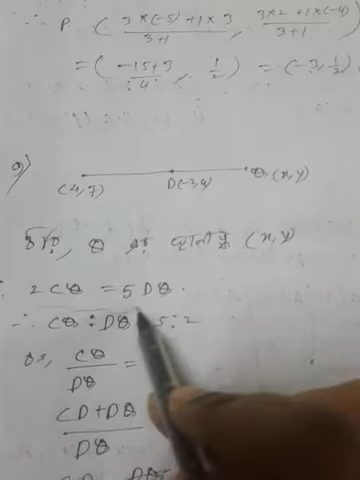 ∴ P ( 3×(-5)+1×3 / 3+1 , 3×2+1×(-4) / 3+1 )
= ( -15+3 / 4 , 1/2 ) = (-3, 1/2)
9)
C(4,7) D(-3,4) Q(x,y)
ধরি, Q এর স্থানাঙ্ক (x,y)
∴ 2CQ = 5DQ.
∴ CQ : DQ 5:2
or, CQ / DQ =
CD+DQ / DQ